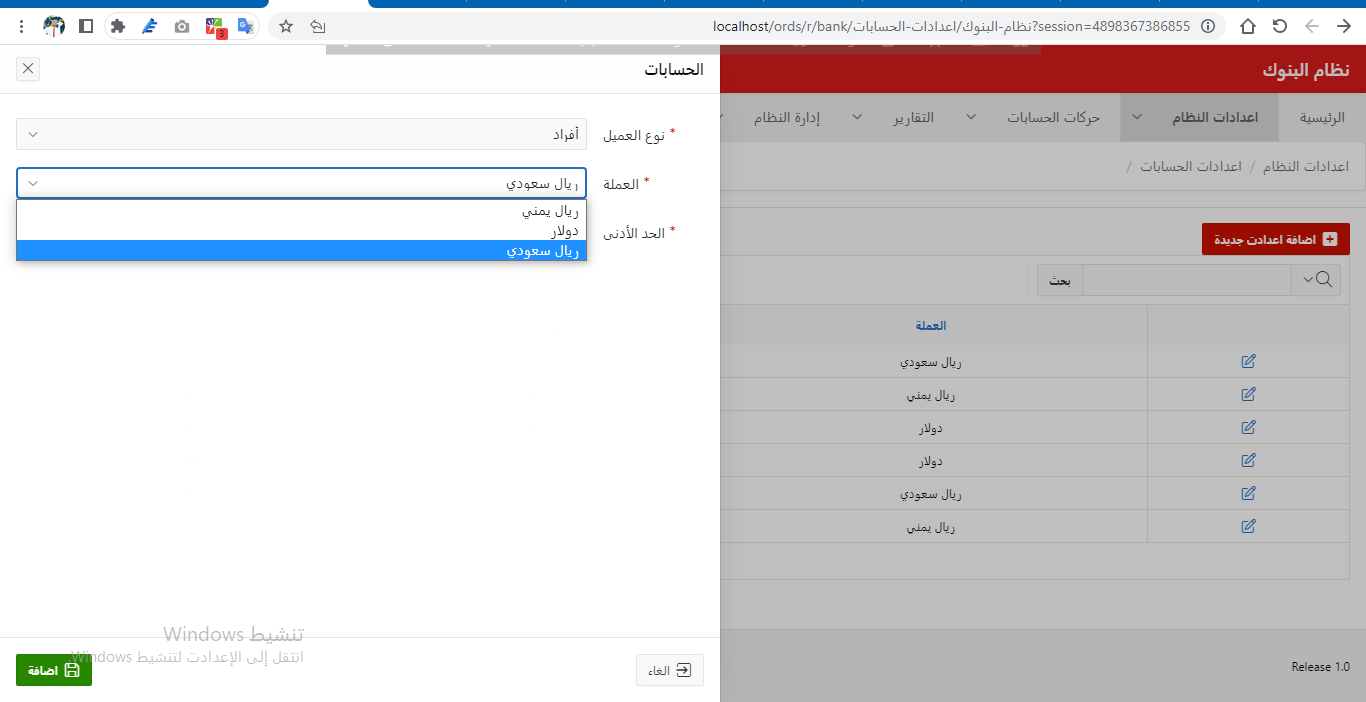 localhost/ords/r/bank/نظام-البنوك/اعدادات-الحسابات?session=4898367386855
3
نظام البنوك
الرئيسية
اعدادات النظام
حركات الحسابات
التقارير
إدارة النظام
اعدادات النظام / اعدادات الحسابات /
اضافة اعدادت جديدة
بحث
العملة
ريال سعودي
ريال يمني
دولار
دولار
ريال سعودي
ريال يمني
Release 1.0
الحسابات
* نوع العميل
أفراد
* العملة
ريال سعودي
ريال يمني
دولار
ريال سعودي
* الحد الأدنى
تنشيط Windows
انتقل إلى الإعدادت لتنشيط Windows
الغاء
اضافة